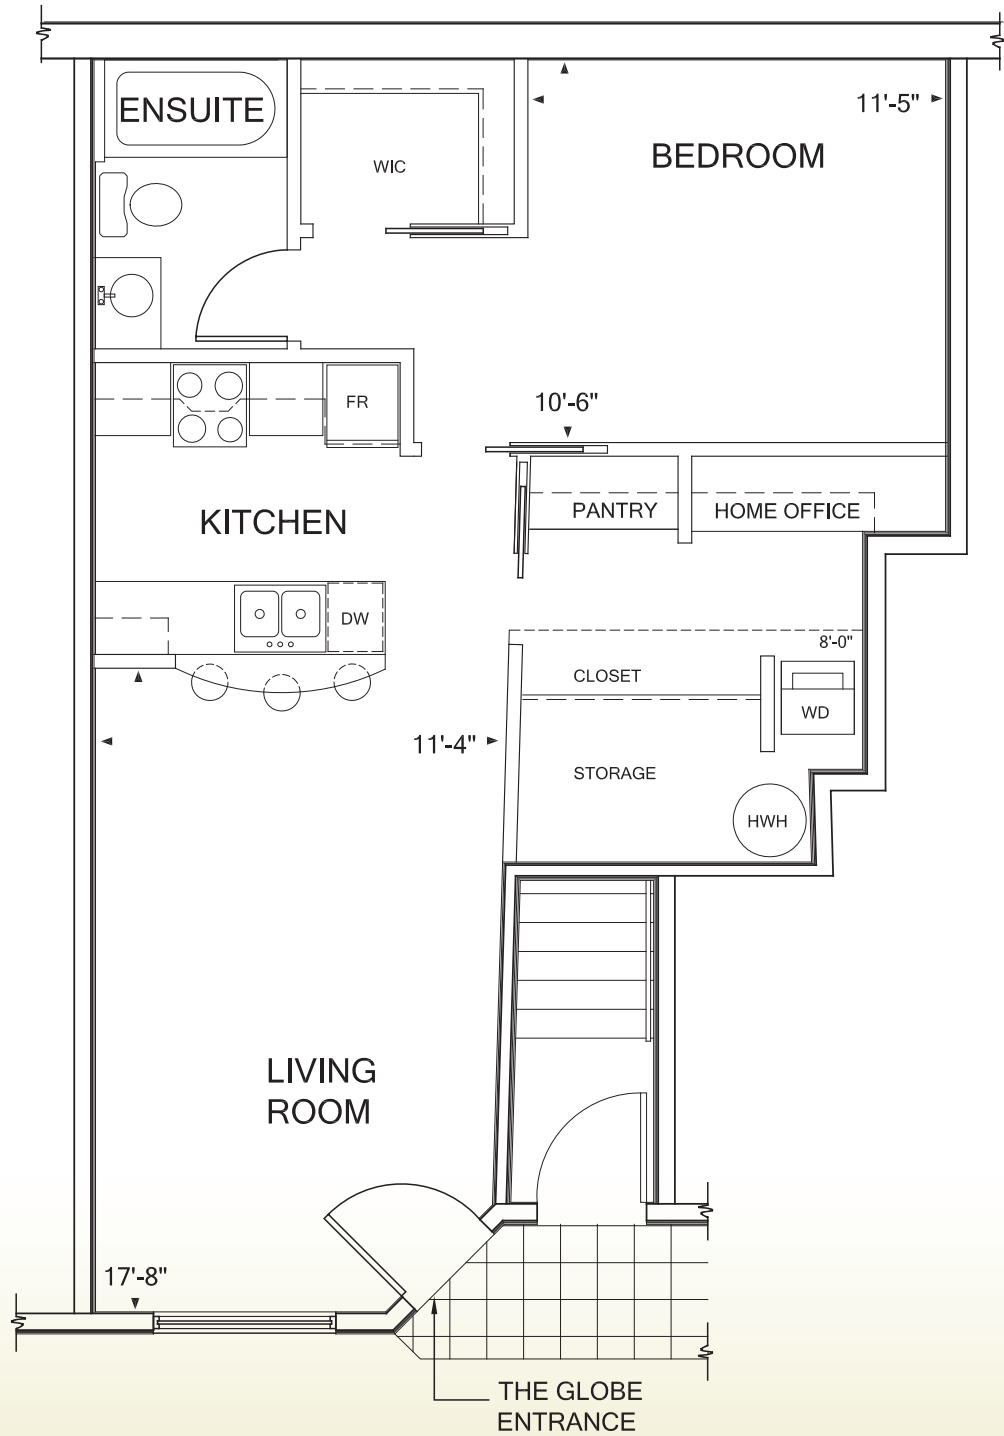 ENSUITE
WIC
11'-5"
BEDROOM
FR
10'-6"
KITCHEN
PANTRY
HOME OFFICE
DW
8'-0"
CLOSET
WD
11'-4"
STORAGE
HWH
LIVING
ROOM
17'-8"
THE GLOBE
ENTRANCE